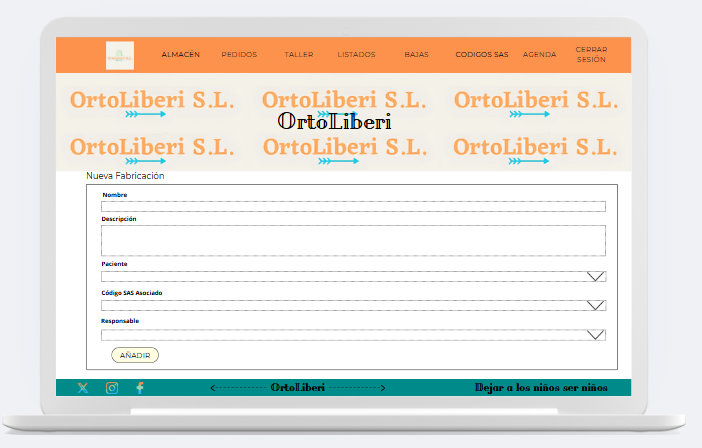 ALMACÉN PEDIDOS TALLER LISTADOS BAJAS CODIGOS SAS AGENDA CERRAR SESIÓN
OrtoLiberi S.L. OrtoLiberi S.L. OrtoLiberi S.L.
OrtoLiberi
OrtoLiberi S.L. OrtoLiberi S.L. OrtoLiberi S.L.
Nueva Fabricación
Nombre
Descripción
Paciente
Código SAS Asociado
Responsable
AÑADIR
OrtoLiberi Dejar a los niños ser niños